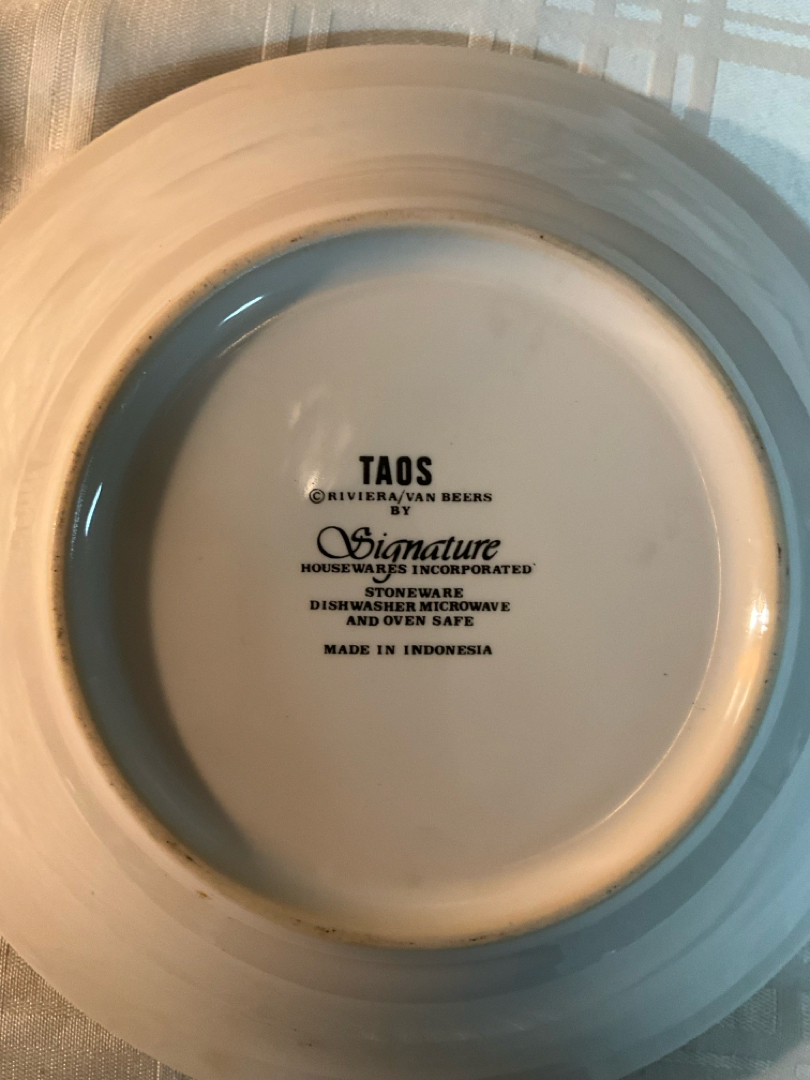 TAOS
©RIVIERA/VAN BEERS
BY
Signature
HOUSEWARES INCORPORATED
STONEWARE
DISHWASHER MICROWAVE
AND OVEN SAFE
MADE IN INDONESIA